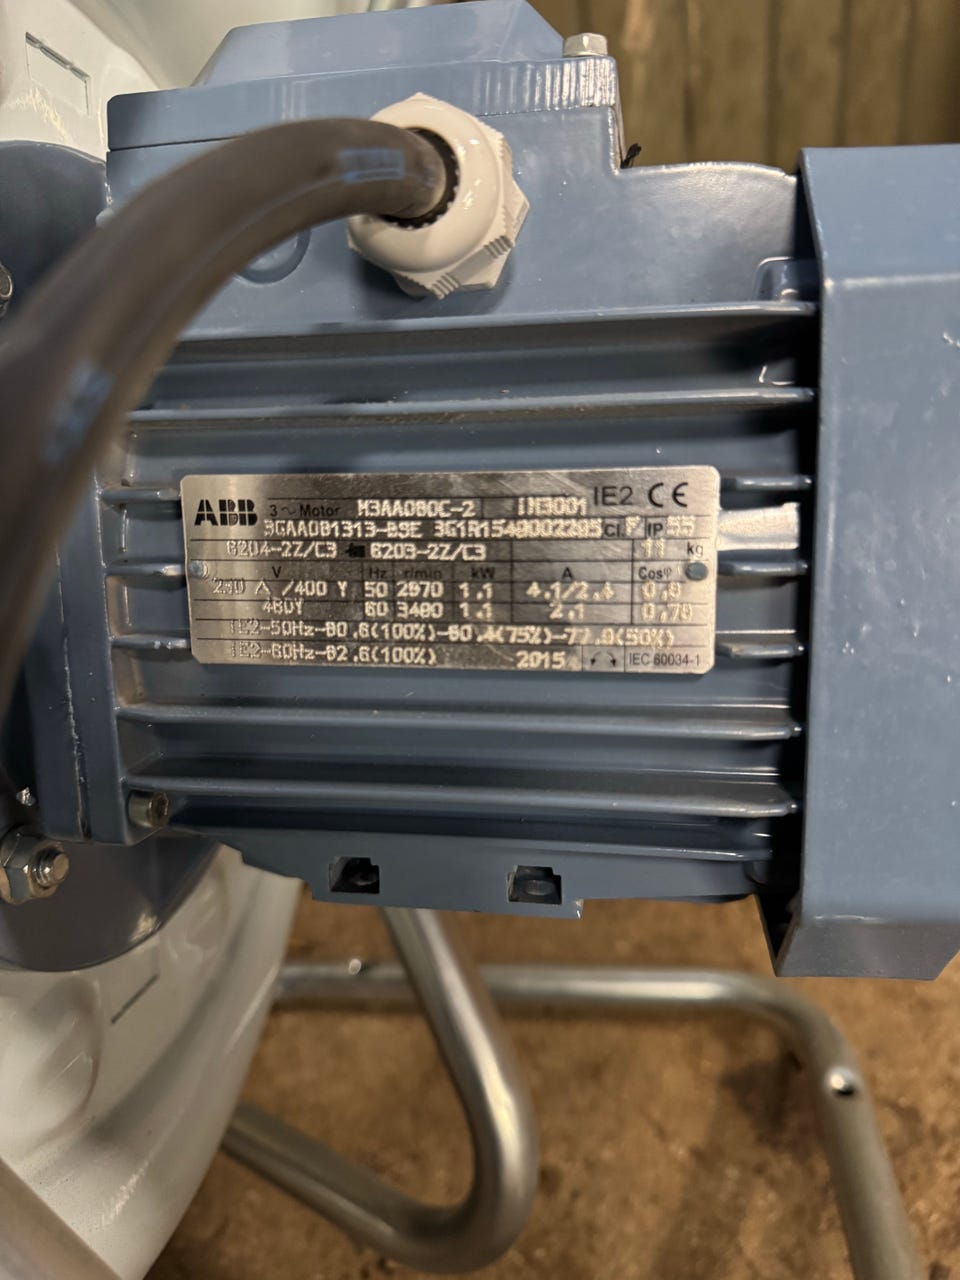 ABB 3~Motor M3AA080C-2 IM3001 IE2 CE
3GAA081313-BSE 3G1R1540002205 Cl. F IP 55
6204-2Z/C3 6203-2Z/C3 11 kg
V Hz r/min kW A Cosφ
230 △ /400 Y 50 2870 1.1 4.1/2.4 0,8
460Y 60 3480 1.1 2.1 0,78
IE2-50Hz-80.6(100%)-80.4(75%)-77.8(50%)
IE2-60Hz-82.6(100%) 2015 IEC 60034-1